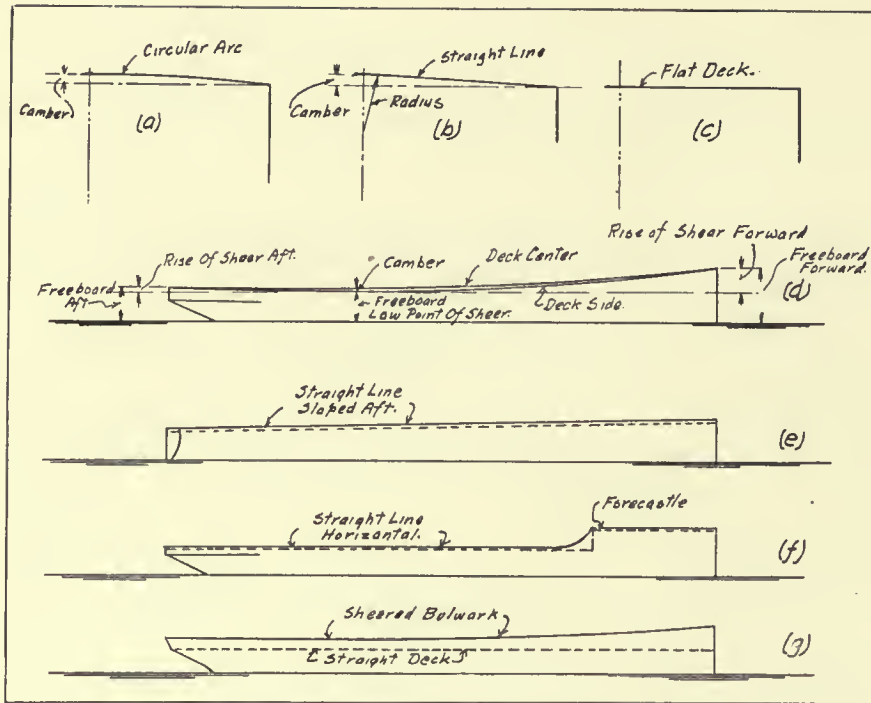 Circular Arc
Camber
(a)
Straight Line
Camber
Radius
(b)
Flat Deck.
(c)
Rise Of Shear Aft.
Freeboard
Aft
Camber
Deck Center
Freeboard
Low Point Of Sheer.
Deck Side.
Rise of Shear Forward
Freeboard
Forward.
(d)
Straight Line
Sloped Aft.
(e)
Straight Line
Horizontal.
Forecastle
(f)
Sheered Bulwark
Straight Deck
(g)